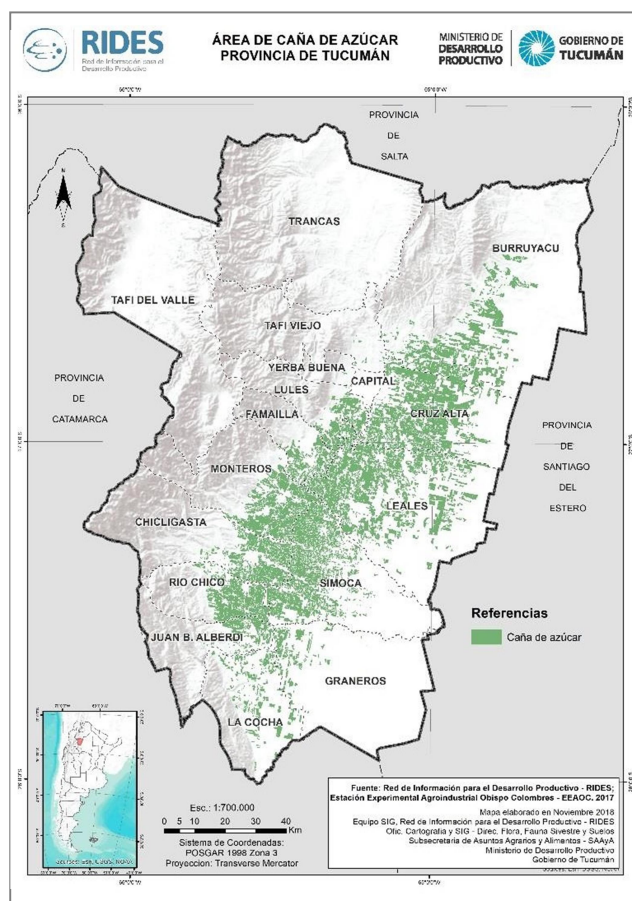 RIDES
Red de Información para el
Desarrollo Productivo
ÁREA DE CAÑA DE AZÚCAR
PROVINCIA DE TUCUMÁN
MINISTERIO DE
DESARROLLO
PRODUCTIVO
GOBIERNO DE
TUCUMÁN
PROVINCIA
DE
SALTA
TRANCAS
BURRUYACU
TAFI DEL VALLE
TAFI VIEJO
YERBA BUENA
CAPITAL
LULES
PROVINCIA
DE
CATAMARCA
FAMAILLA
CRUZ ALTA
PROVINCIA
DE
SANTIAGO
DEL
ESTERO
MONTEROS
LEALES
CHICLIGASTA
RIO CHICO
SIMOCA
Referencias
Caña de azúcar
JUAN B. ALBERDI
GRANEROS
LA COCHA
Esc.: 1:700.000
0 5 10 20 30 40
Km
Sistema de Coordenadas:
POSGAR 1998 Zona 3
Proyeccion: Transverse Mercator
Fuente: Red de Información para el Desarrollo Productivo - RIDES;
Estación Experimental Agroindustrial Obispo Colombres - EEAOC. 2017
Mapa elaborado en Noviembre 2018
Equipo SIG, Red de Información para el Desarrollo Productivo - RIDES
Ofic. Cartografía y SIG - Direc. Flora, Fauna Silvestre y Suelos
Subsecretaria de Asuntos Agrarios y Alimentos - SAAyA
Ministerio de Desarrollo Productivo
Gobierno de Tucumán